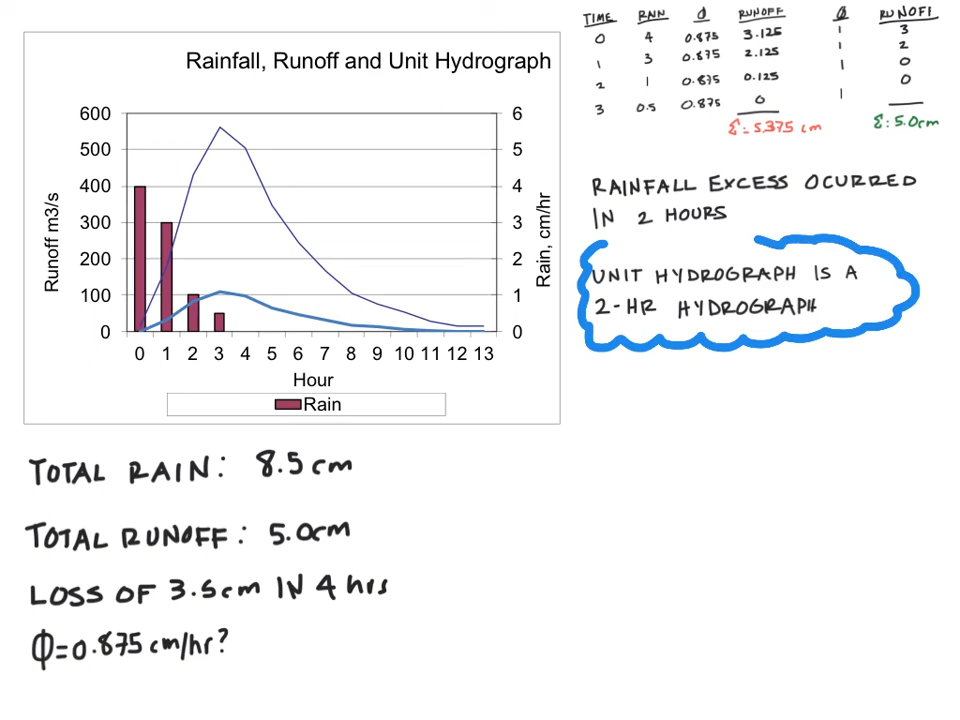 Rainfall, Runoff and Unit Hydrograph
600 6
500 5
400 4
300 3
200 2
100 1
0 0
Runoff m3/s
Rain, cm/hr
0 1 2 3 4 5 6 7 8 9 10 11 12 13
Hour
Rain
TIME RAIN Φ RUNOFF Φ RUNOFF
0 4 0.875 3.125 1 3
1 3 0.875 2.125 1 2
2 1 0.875 0.125 1 0
3 0.5 0.875 0 1 0
Σ = 5.375 cm Σ: 5.0cm
RAINFALL EXCESS OCURRED
IN 2 HOURS
UNIT HYDROGRAPH IS A
2-HR HYDROGRAPH
TOTAL RAIN: 8.5cm
TOTAL RUNOFF: 5.0cm
LOSS OF 3.5cm IN 4 hrs
Φ=0.875 cm/hr?